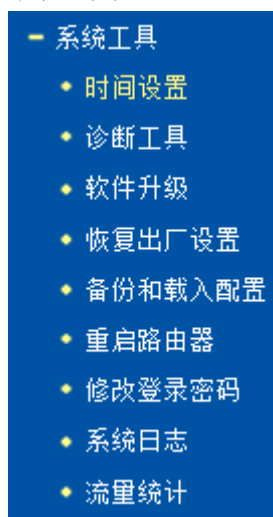 系统工具
时间设置
诊断工具
软件升级
恢复出厂设置
备份和载入配置
重启路由器
修改登录密码
系统日志
流量统计